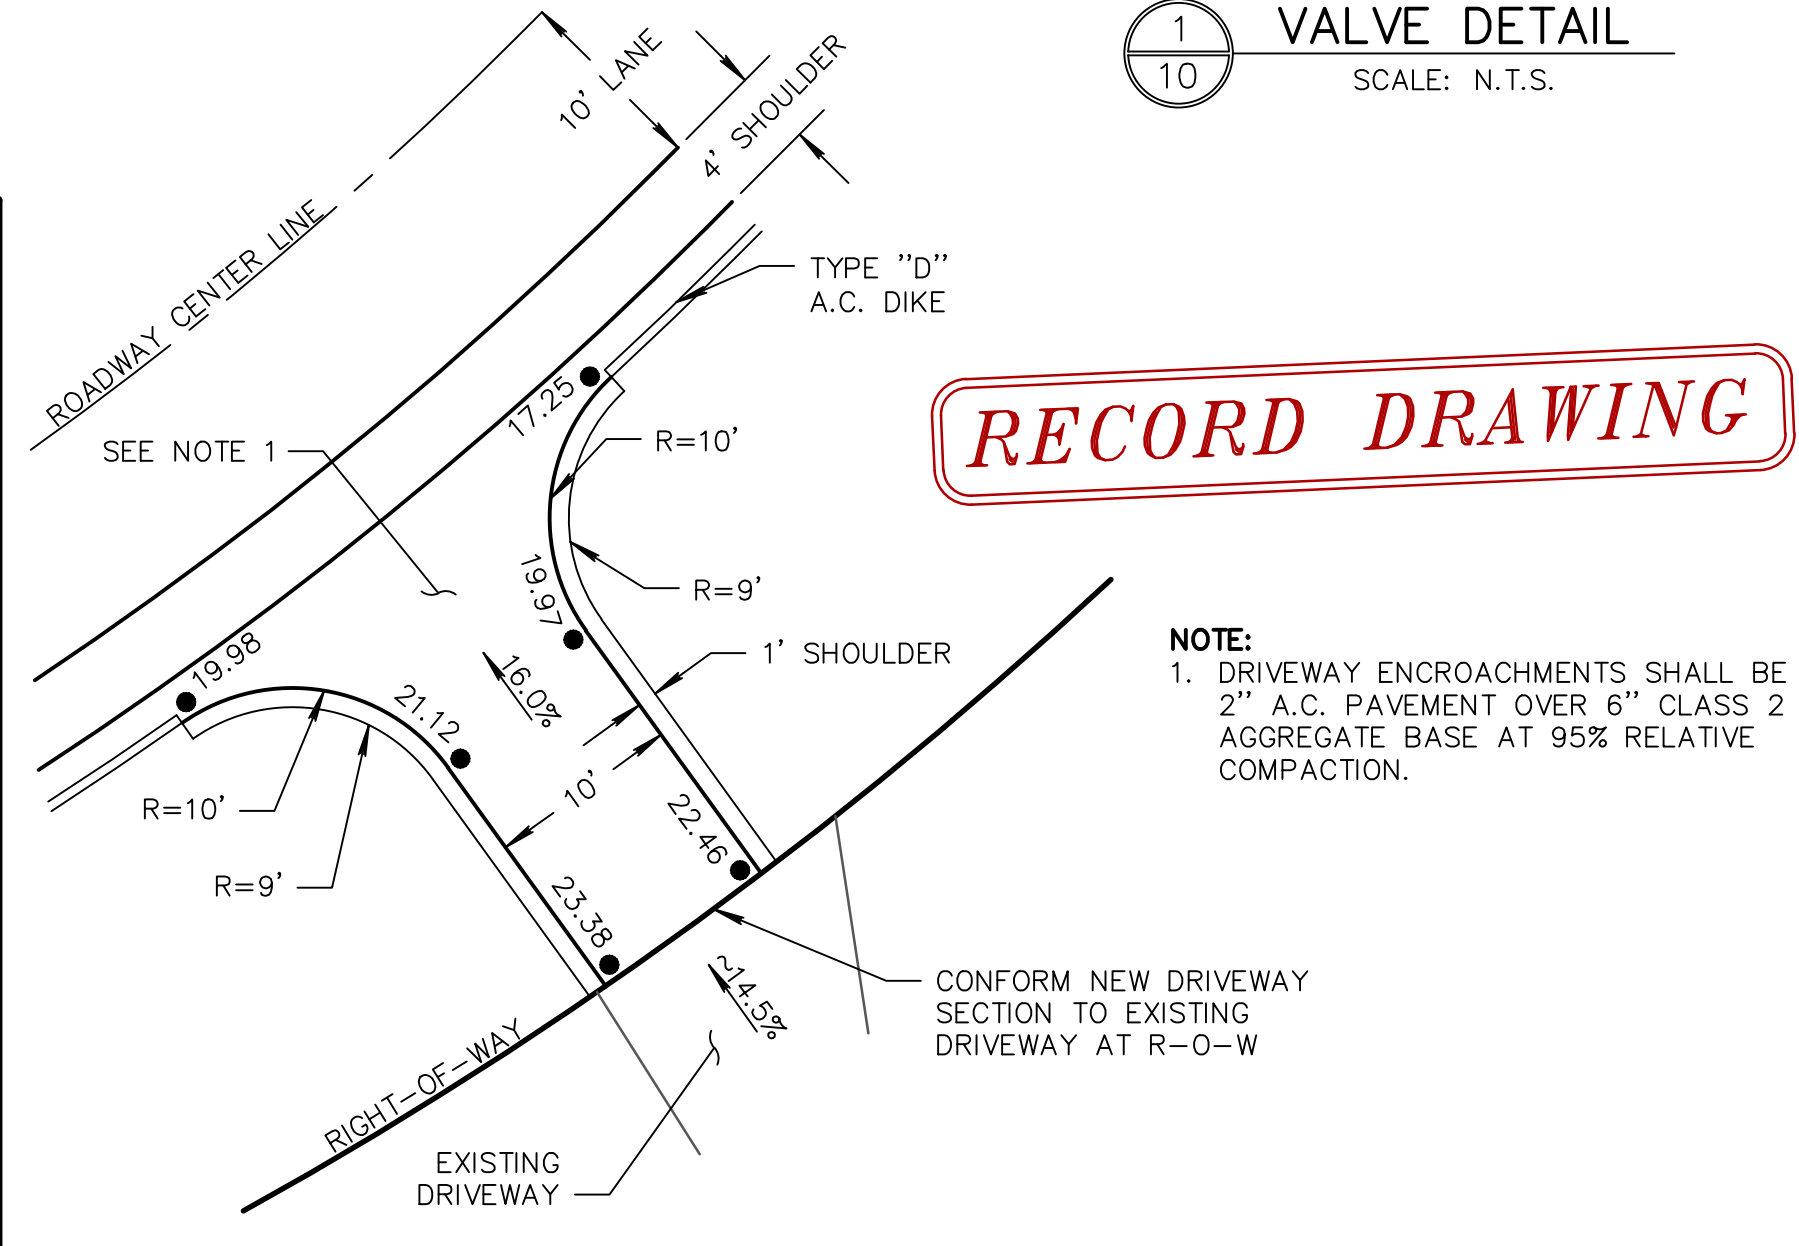 1
10
VALVE DETAIL
SCALE: N.T.S.
10' LANE
4' SHOULDER
ROADWAY CENTER LINE
TYPE "D"
A.C. DIKE
RECORD DRAWING
17.25
R=10'
SEE NOTE 1
19.97
R=9'
1' SHOULDER
NOTE:
1. DRIVEWAY ENCROACHMENTS SHALL BE
2" A.C. PAVEMENT OVER 6" CLASS 2
AGGREGATE BASE AT 95% RELATIVE
COMPACTION.
19.98
21.12
16.0%
10'
R=10'
R=9'
22.46
23.38
~14.5%
CONFORM NEW DRIVEWAY
SECTION TO EXISTING
DRIVEWAY AT R-O-W
RIGHT-OF-WAY
EXISTING
DRIVEWAY